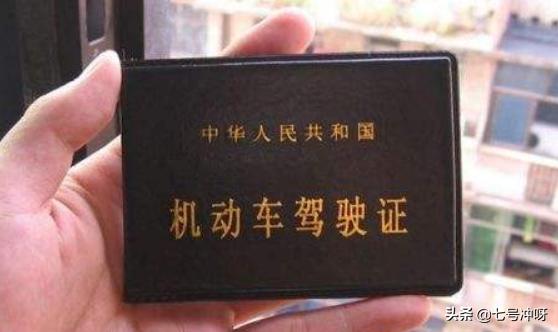 中华人民共和国
机动车驾驶证
头条 @七号冲呀